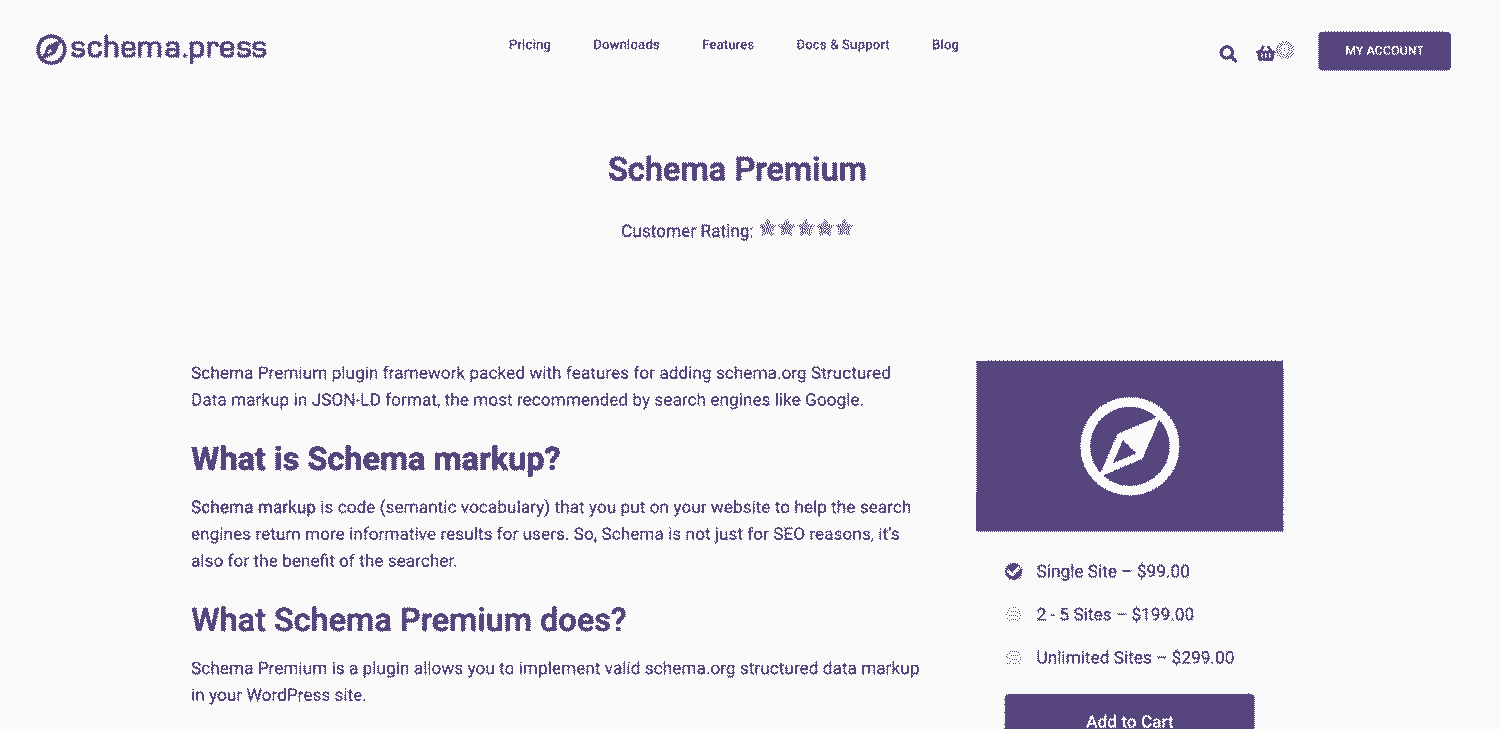 schema.press
Pricing
Downloads
Features
Docs & Support
Blog
MY ACCOUNT
Schema Premium
Customer Rating:
Schema Premium plugin framework packed with features for adding schema.org Structured
Data markup in JSON-LD format, the most recommended by search engines like Google.
What is Schema markup?
Schema markup is code (semantic vocabulary) that you put on your website to help the search
engines return more informative results for users. So, Schema is not just for SEO reasons, it's
also for the benefit of the searcher.
What Schema Premium does?
Schema Premium is a plugin allows you to implement valid schema.org structured data markup
in your WordPress site.
Single Site – $99.00
2 - 5 Sites – $199.00
Unlimited Sites – $299.00
Add to Cart